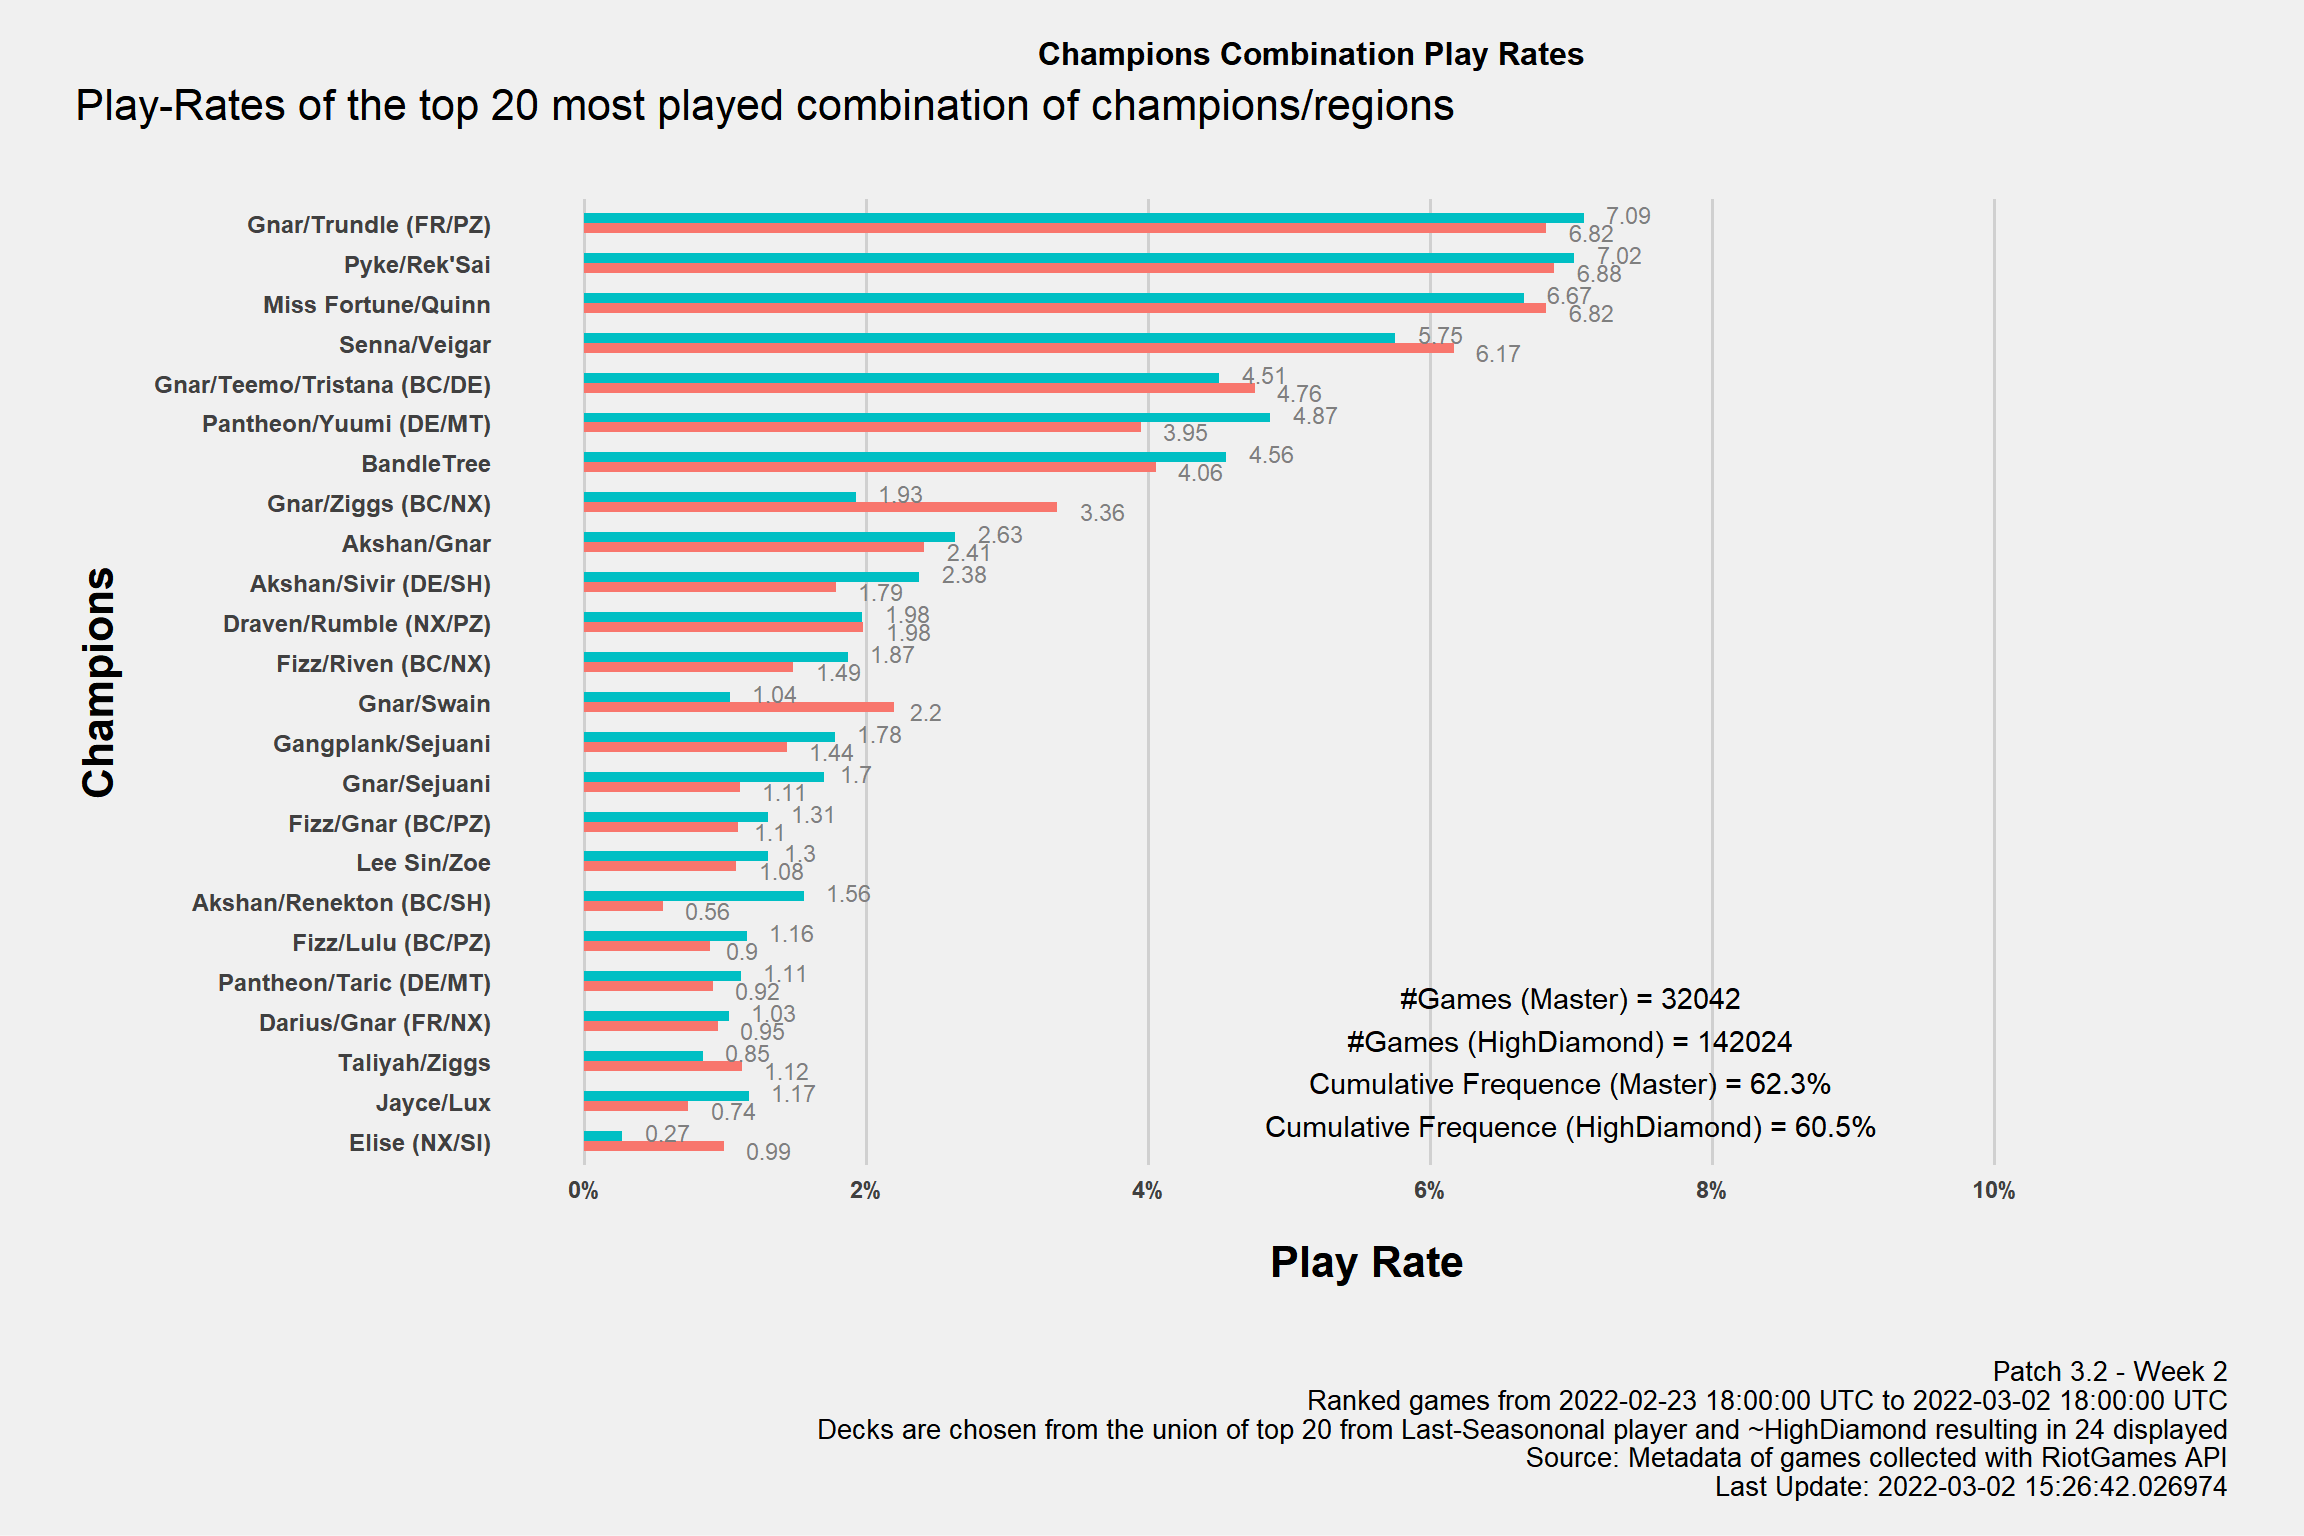 Champions Combination Play Rates
Play-Rates of the top 20 most played combination of champions/regions
Champions
Gnar/Trundle (FR/PZ)
7.09
6.82
Pyke/Rek'Sai
7.02
6.88
Miss Fortune/Quinn
6.67
6.82
Senna/Veigar
5.75
6.17
Gnar/Teemo/Tristana (BC/DE)
4.51
4.76
Pantheon/Yuumi (DE/MT)
4.87
3.95
BandleTree
4.56
4.06
Gnar/Ziggs (BC/NX)
1.93
3.36
Akshan/Gnar
2.63
2.41
Akshan/Sivir (DE/SH)
2.38
1.79
Draven/Rumble (NX/PZ)
1.98
1.98
Fizz/Riven (BC/NX)
1.87
1.49
Gnar/Swain
1.04
2.2
Gangplank/Sejuani
1.78
1.44
Gnar/Sejuani
1.7
1.11
Fizz/Gnar (BC/PZ)
1.31
1.1
Lee Sin/Zoe
1.3
1.08
Akshan/Renekton (BC/SH)
1.56
0.56
Fizz/Lulu (BC/PZ)
1.16
0.9
Pantheon/Taric (DE/MT)
1.11
0.92
Darius/Gnar (FR/NX)
1.03
0.95
Taliyah/Ziggs
0.85
1.12
Jayce/Lux
1.17
0.74
Elise (NX/SI)
0.27
0.99
#Games (Master) = 32042
#Games (HighDiamond) = 142024
Cumulative Frequence (Master) = 62.3%
Cumulative Frequence (HighDiamond) = 60.5%
0% 2% 4% 6% 8% 10%
Play Rate
Patch 3.2 - Week 2
Ranked games from 2022-02-23 18:00:00 UTC to 2022-03-02 18:00:00 UTC
Decks are chosen from the union of top 20 from Last-Seasononal player and ~HighDiamond resulting in 24 displayed
Source: Metadata of games collected with RiotGames API
Last Update: 2022-03-02 15:26:42.026974